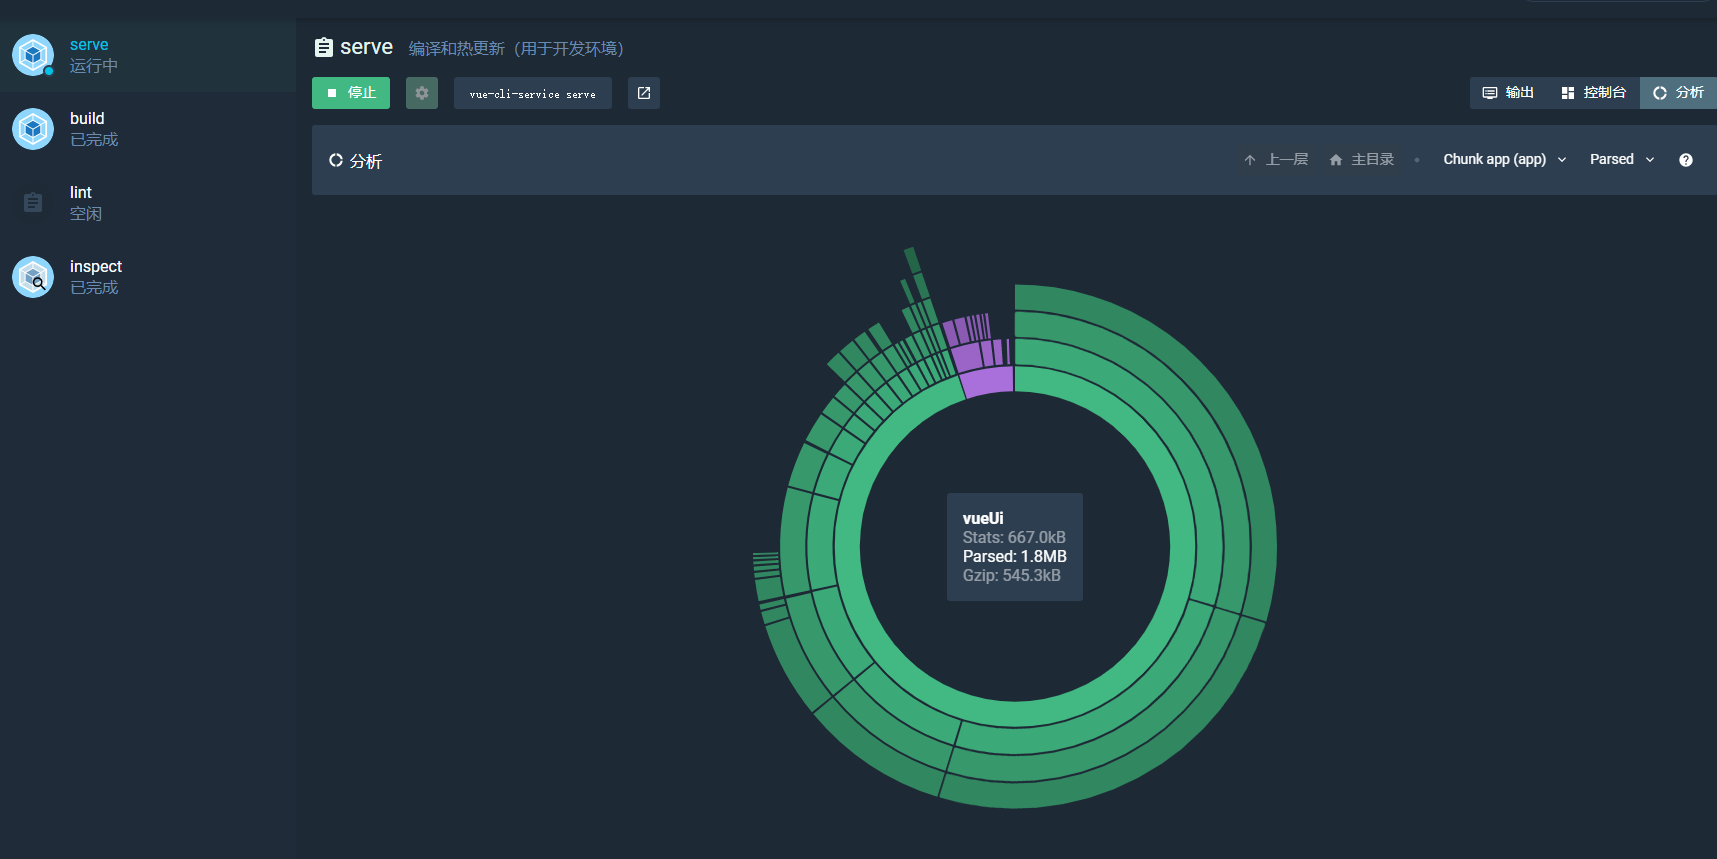 serve
运行中
build
已完成
lint
空闲
inspect
已完成
serve 编译和热更新（用于开发环境）
停止
vue-cli-service serve
输出
控制台
分析
分析
上一层
主目录
Chunk app (app)
Parsed
vueUi
Stats: 667.0kB
Parsed: 1.8MB
Gzip: 545.3kB